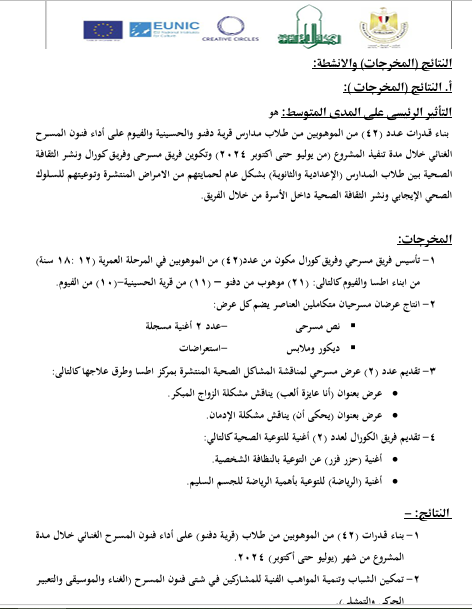 EUNIC
CREATIVE CIRCLES
النتائج (المخرجات) والانشطة:
أ. النتائج (المخرجات):
التأثير الرئيسى على المدى المتوسط: هو
بناء قدرات عدد (٤٢) من الموهوبين من طلاب مدارس قرية دفنو والحسينية والفيوم على أداء فنون المسرح
الغنائي خلال مدة تنفيذ المشروع (من يوليو حتى اكتوبر ٢٠٢٤) وتكوين فريق مسرحى وفريق كورال ونشر الثقافة
الصحية بين طلاب المدارس (الإعدادية والثانوية) بشكل عام لحمايتهم من الامراض المنتشرة وتوعيتهم للسلوك
الصحي الإيجابي ونشر الثقافة الصحية داخل الأسرة من خلال الفريق.
المخرجات:
١– تأسيس فريق مسرحي وفريق كورال مكون من عدد(٤٢) من الموهوبين في المرحلة العمرية (١٢ :١٨ سنة)
من ابناء اطسا والفيوم كالتالى: (٢١) موهوب من دفنو – (١١) من قرية الحسينية–(١٠) من الفيوم.
٢– انتاج عرضان مسرحيان متكاملين العناصر يضم كل عرض:
▪ نص مسرحى –عدد ٢ أغنية مسجلة
▪ ديكور وملابس –استعراضات
٣– تقديم عدد (٢) عرض مسرحي لمناقشة المشاكل الصحية المنتشرة بمركز اطسا وطرق علاجها كالتالى:
• عرض بعنوان (أنا عايزة ألعب) يناقش مشكلة الزواج المبكر.
• عرض بعنوان (يحكى أن) يناقش مشكلة الإدمان.
٤– تقديم فريق الكورال لعدد (٢) أغنية للتوعية الصحية كالتالي:
• أغنية (حزر فزر) عن التوعية بالنظافة الشخصية.
• أغنية (الرياضة) للتوعية بأهمية الرياضة للجسم السليم.
النتائج: –
١– بناء قدرات (٤٢) من الموهوبين من طلاب (قرية دفنو) على أداء فنون المسرح الغنائي خلال مدة
المشروع من شهر (يوليو حتى أكتوبر) ٢٠٢٤.
٢– تمكين الشباب وتنمية المواهب الفنية للمشاركين في شتى فنون المسرح (الغناء والموسيقى والتعبير
الحركى والتمثيلى).